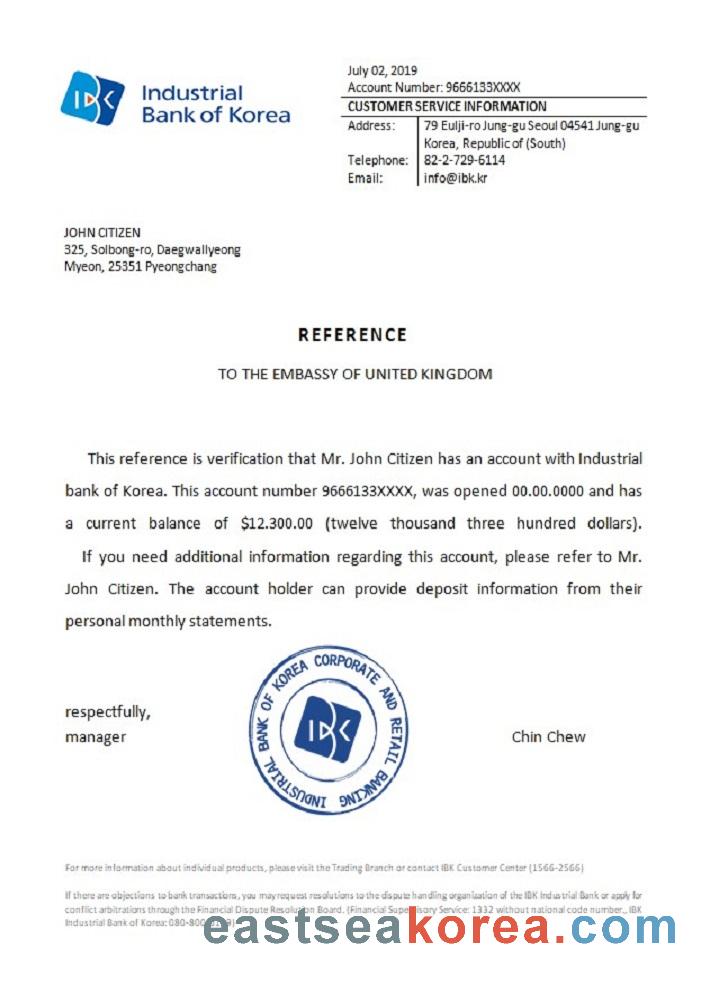 IBK
Industrial
Bank of Korea
July 02, 2019
Account Number: 9666133XXXX
CUSTOMER SERVICE INFORMATION
Address: 79 Eulji-ro Jung-gu Seoul 04541 Jung-gu
Korea, Republic of (South)
Telephone: 82-2-729-6114
Email: info@ibk.kr
JOHN CITIZEN
325, Solbong-ro, Daegwallyeong
Myeon, 25351 Pyeongchang
REFERENCE
TO THE EMBASSY OF UNITED KINGDOM
This reference is verification that Mr. John Citizen has an account with Industrial
bank of Korea. This account number 9666133XXXX, was opened 00.00.0000 and has
a current balance of $12.300.00 (twelve thousand three hundred dollars).
If you need additional information regarding this account, please refer to Mr.
John Citizen. The account holder can provide deposit information from their
personal monthly statements.
respectfully,
manager
INDUSTRIAL BANK OF KOREA CORPORATE AND RETAIL BANKING
IBK
Chin Chew
For more information about individual products, please visit the Trading Branch or contact IBK Customer Center (1566-2566)
If there are objections to bank transactions, you may request resolutions to the dispute handling organization of the IBK Industrial Bank or apply for
conflict arbitrations through the Financial Dispute Resolution Board. (Financial Supervisory Service: 1332 without national code number., IBK
Industrial Bank of Korea:
eastseakorea.com